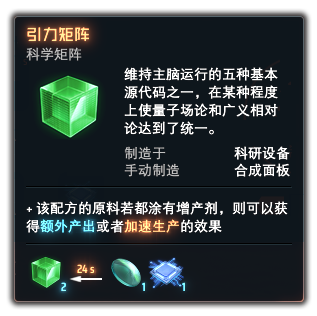 引力矩阵
科学矩阵
维持主脑运行的五种基本
源代码之一，在某种程度
上使量子场论和广义相对
论达到了统一。
制造于 科研设备
手动制造 合成面板
+ 该配方的原料若都涂有增产剂，则可以获
得额外产出或者加速生产的效果
2 24 s 1 1